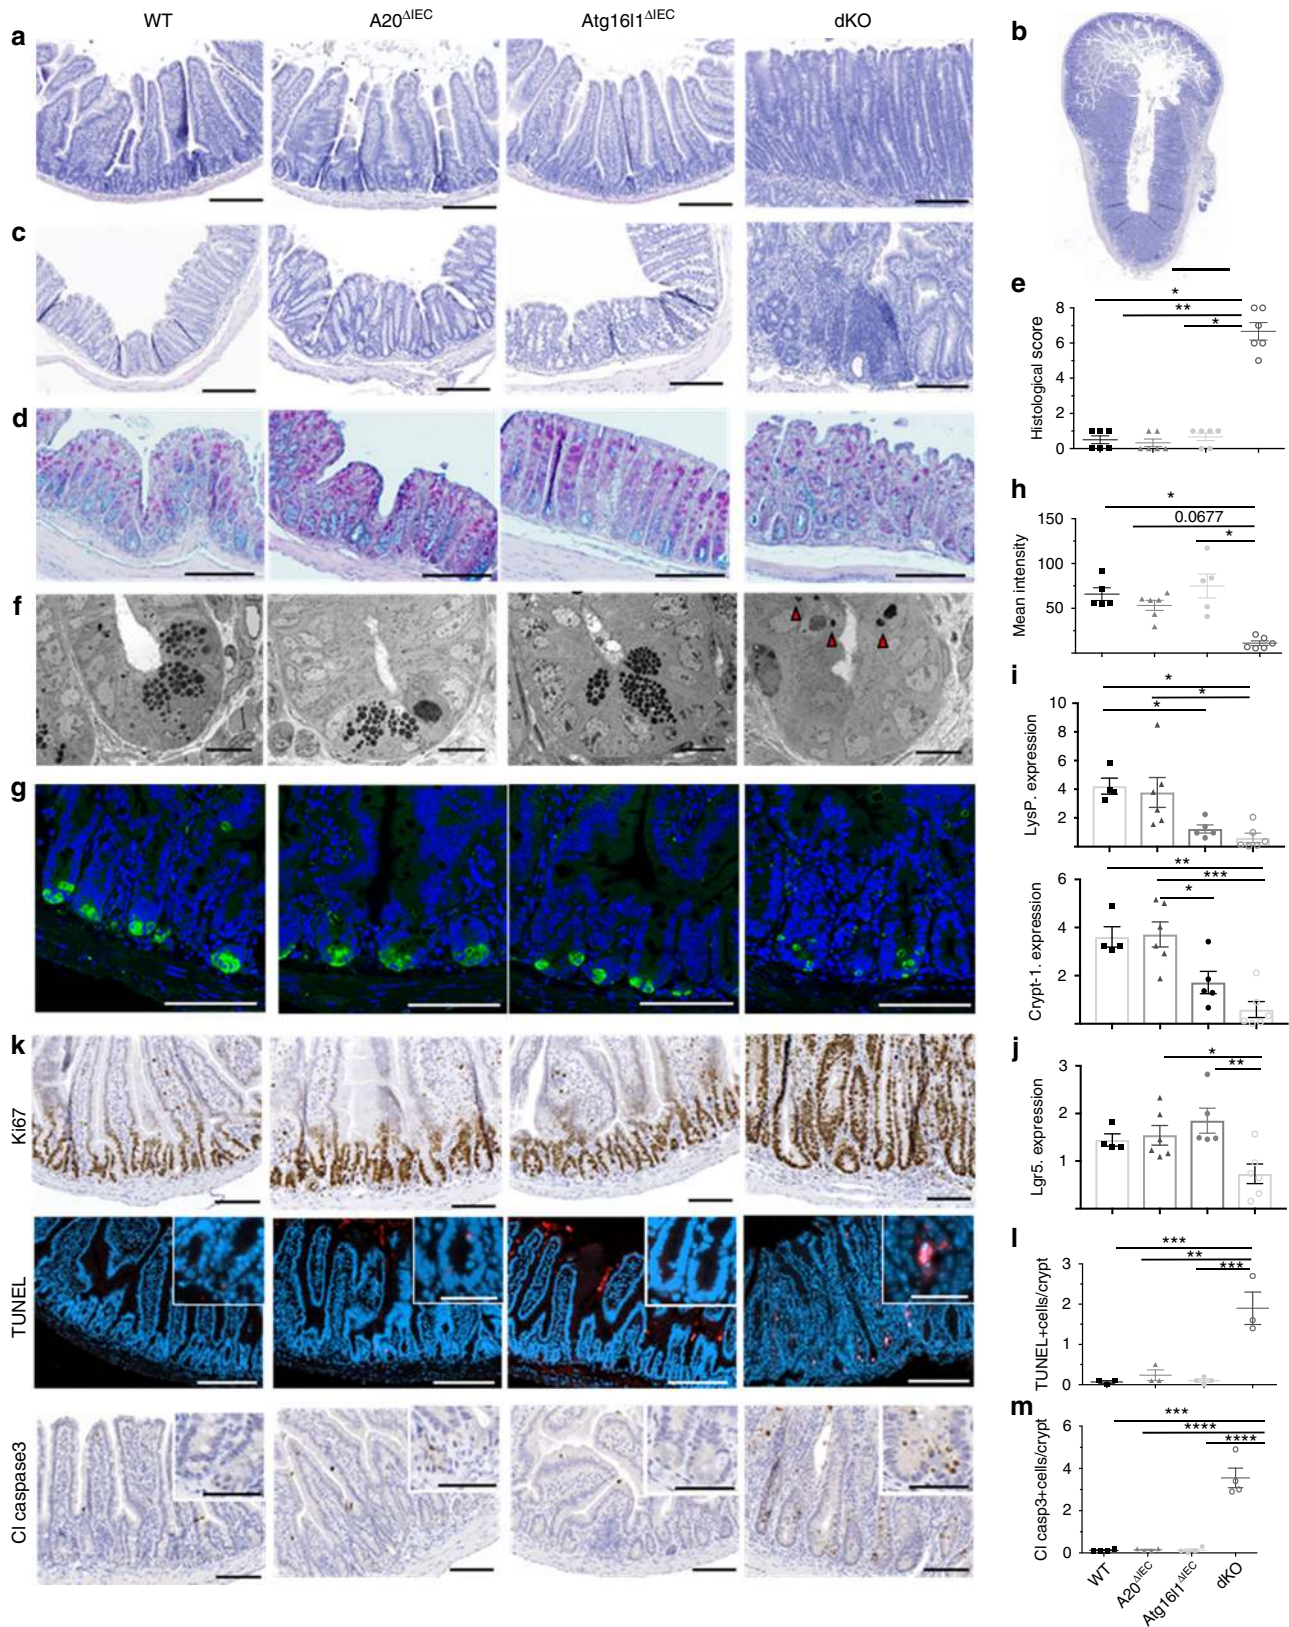 WT A20ΔIEC Atg16l1ΔIEC dKO
a
b
c
d
e
* 
**
*
8
6
4
2
0
Histological score
f
g
h
*
0.0677
*
150
100
50
Mean intensity
i
*
*
*
10
8
6
4
2
LysP. expression
**
***
*
6
4
2
Crypt-1. expression
j
*
**
3
2
1
Lgr5. expression
k
Ki67
TUNEL
Cl caspase3
l
***
**
***
3
2
1
0
TUNEL+cells/crypt
m
***
****
****
6
4
2
0
Cl casp3+cells/crypt
WT A20ΔIEC Atg16l1ΔIEC dKO